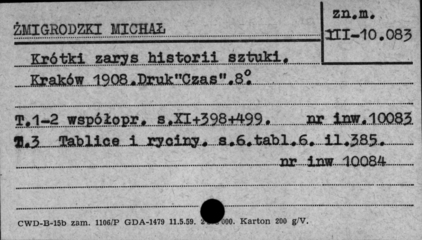 zn.m.
ŻMIGRODZKI MICHAŁ
III-10.083
Krótki zarys historii sztuki.
Kraków 1908.Druk"Czas".8°.
T.1-2 współopr. s.XI+398+499. nr inw.10083
T.3 Tablice i ryciny. s.6.tabl.6. il.385.
nr inw 10084
CWD-B-15b zam. 1106/P GDA-1479 11.5.59. 000. Karton 200 g/V.